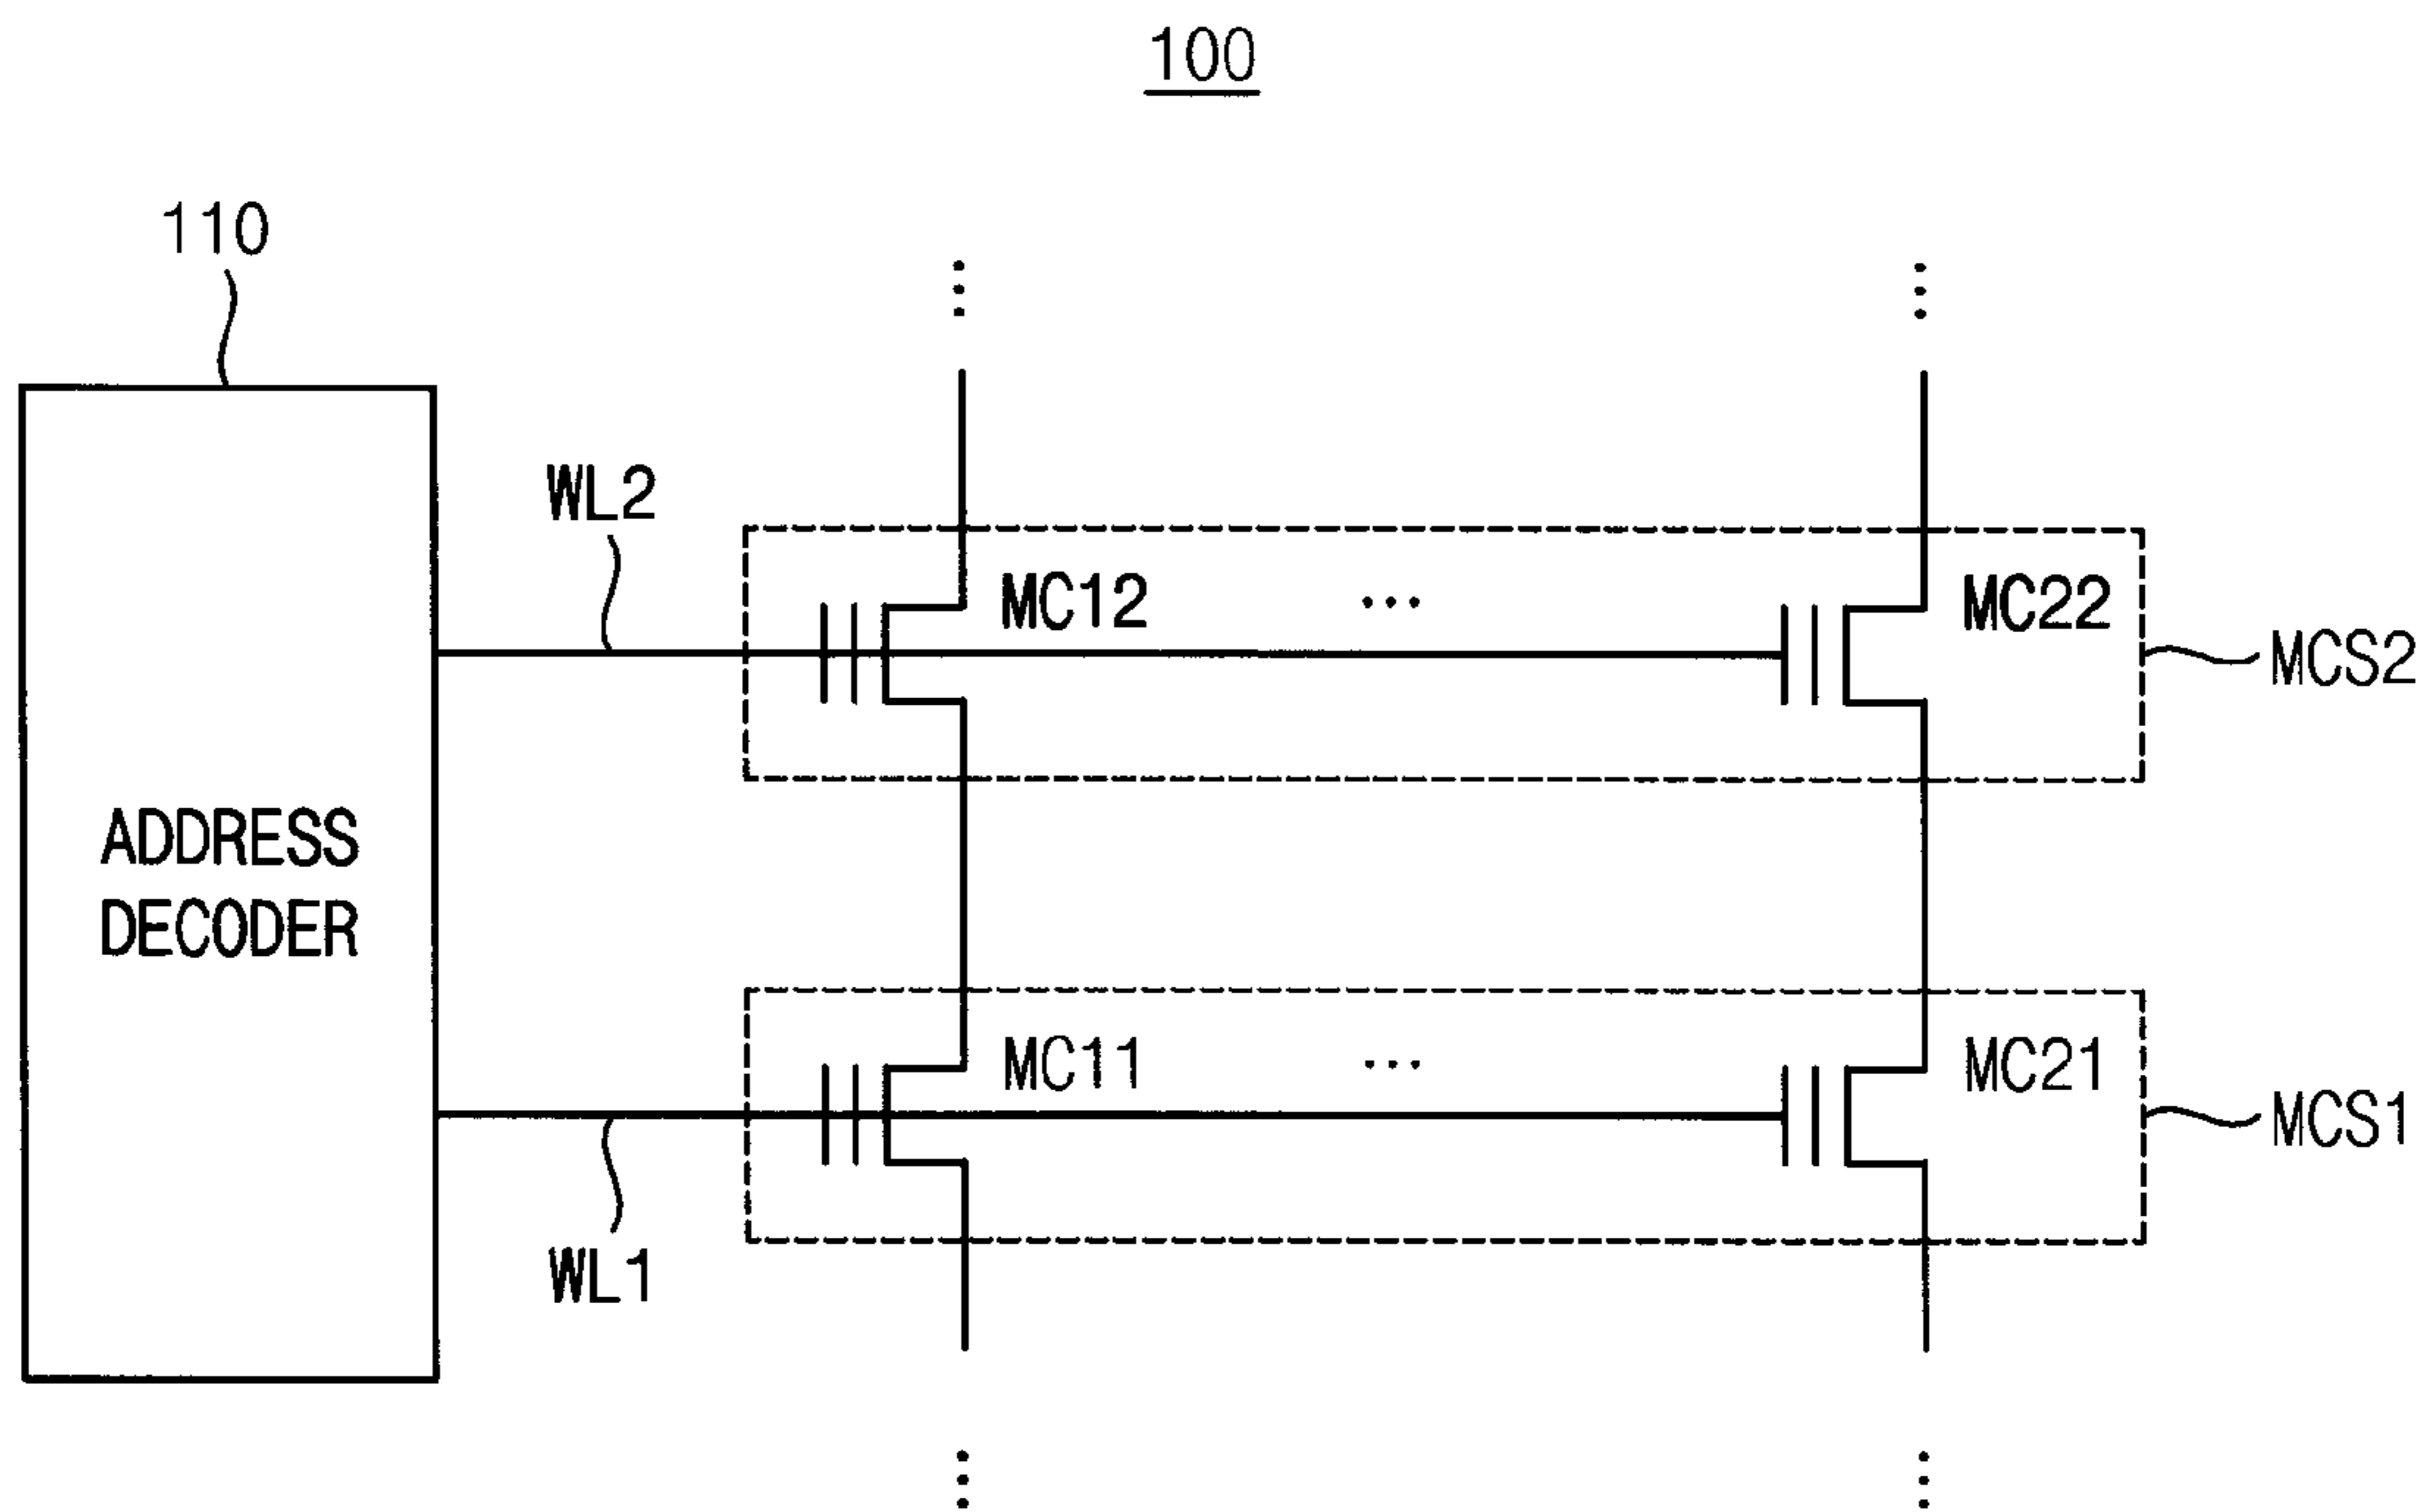 100
110
WL2
MC12
...
MC22
MCS2
ADDRESS
DECODER
MC11
...
MC21
MCS1
WL1